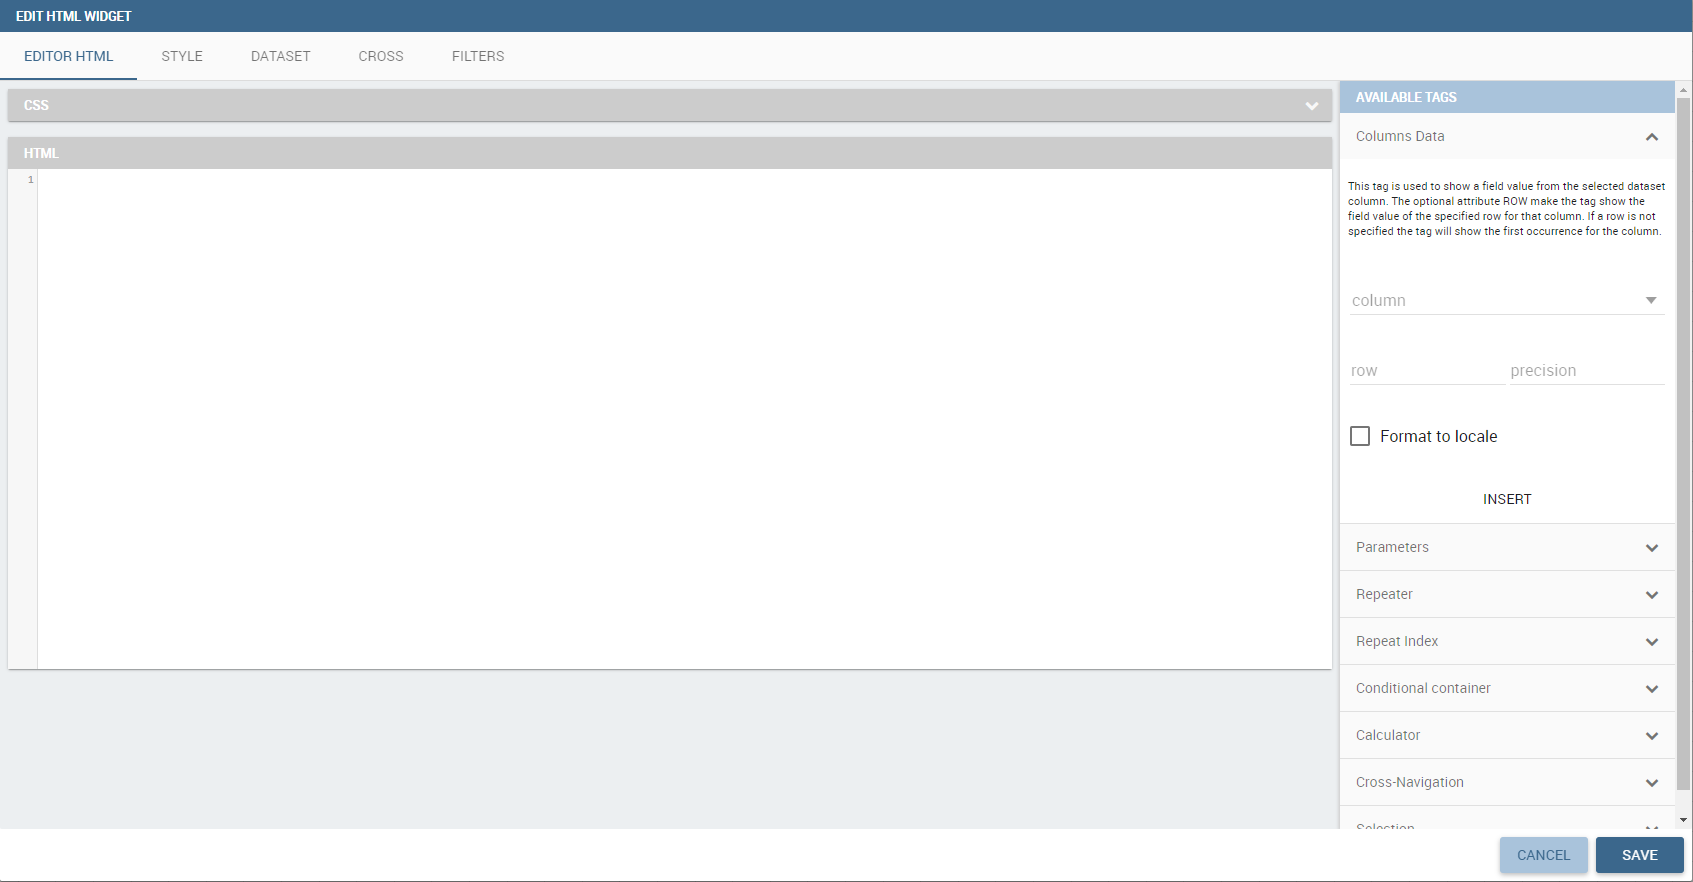 EDIT HTML WIDGET
EDITOR HTML STYLE DATASET CROSS FILTERS
CSS
HTML
1
AVAILABLE TAGS
Columns Data
This tag is used to show a field value from the selected dataset
column. The optional attribute ROW make the tag show the
field value of the specified row for that column. If a row is not
specified the tag will show the first occurrence for the column.
column
row precision
Format to locale
INSERT
Parameters
Repeater
Repeat Index
Conditional container
Calculator
Cross-Navigation
Selection
CANCEL SAVE